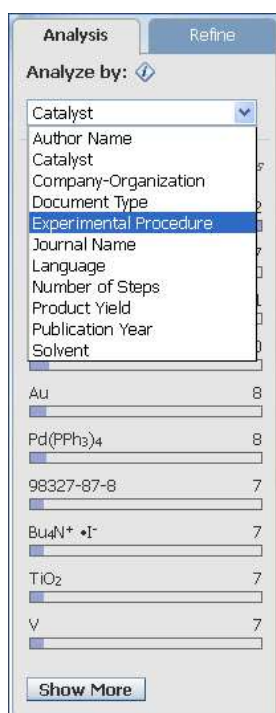 Analysis Refine
Analyze by:
Catalyst
Author Name
Catalyst
Company-Organization
Document Type
Experimental Procedure
Journal Name
Language
Number of Steps
Product Yield
Publication Year
Solvent
Au 8
Pd(PPh₃)₄ 8
98327-87-8 7
Bu₄N⁺ •I⁻ 7
TiO₂ 7
V 7
Show More